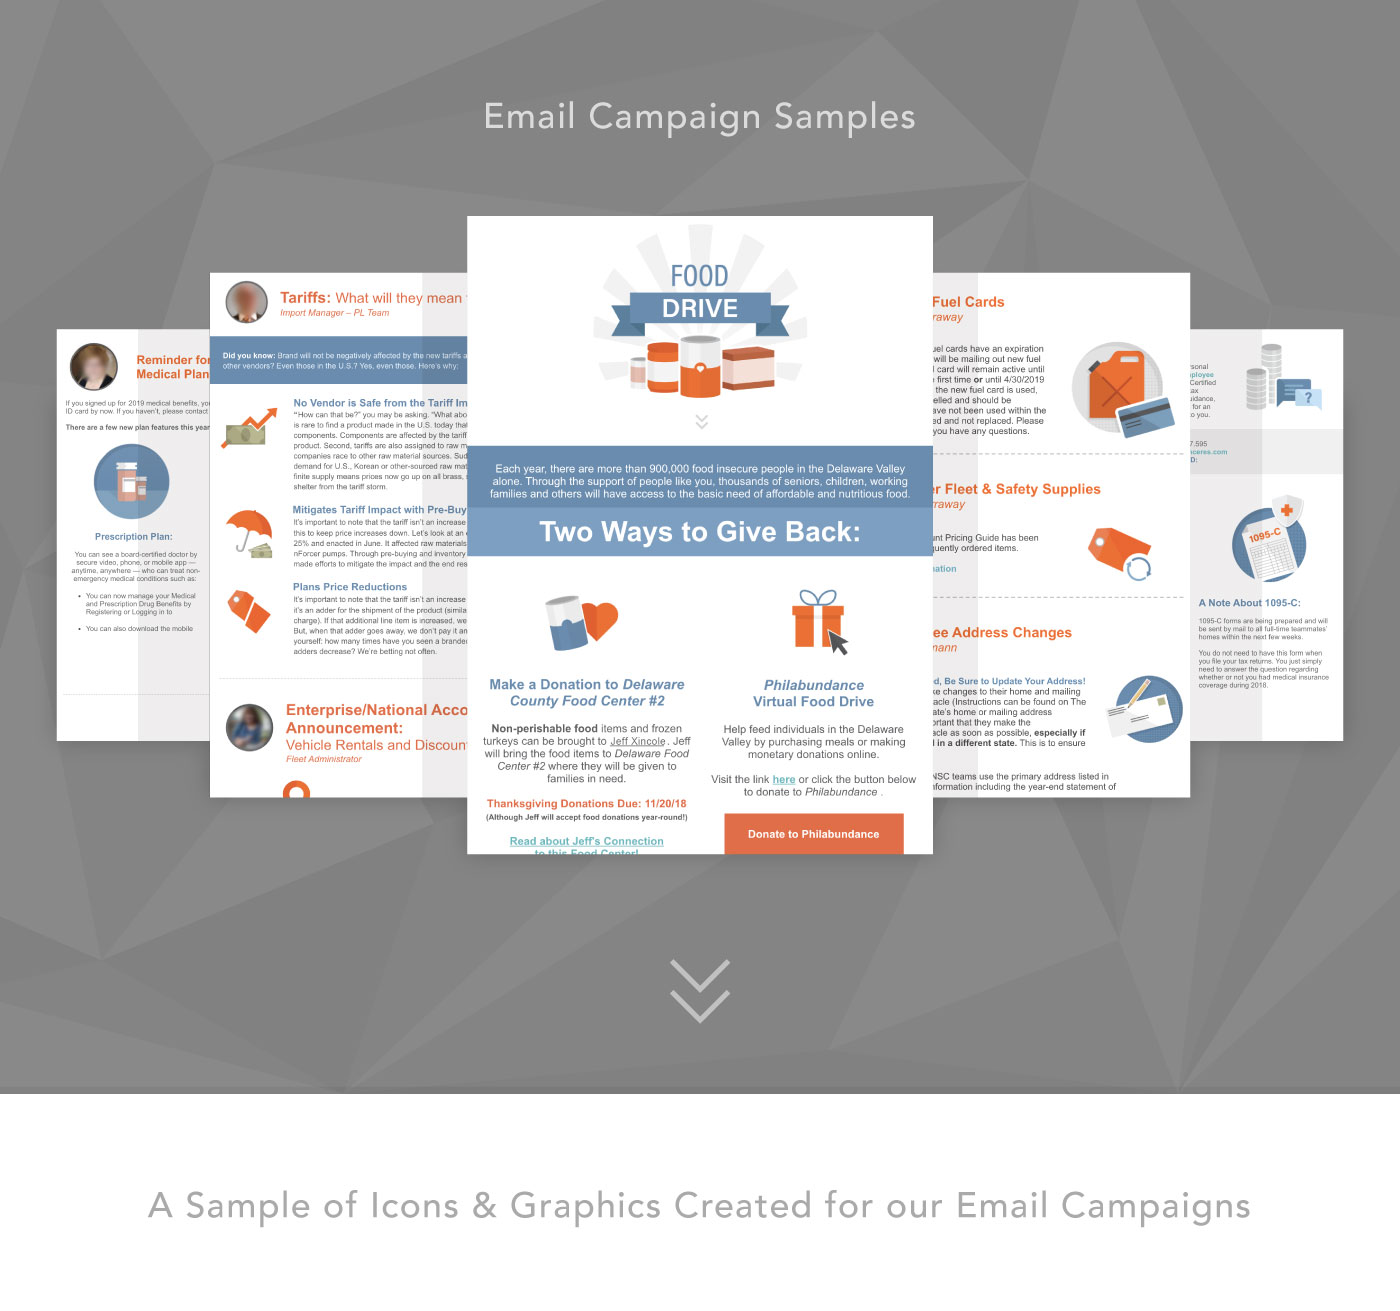 Email Campaign Samples
Reminder for
Medical Plan
If you signed up for 2019 medical benefits, you
ID card by now. If you haven't, please contact
There are a few new plan features this year
Prescription Plan:
You can see a board-certified doctor by
secure video, phone, or mobile app —
anytime, anywhere — who can treat non-
emergency medical conditions such as:
• You can now manage your Medical
and Prescription Drug Benefits by
Registering or Logging in to
• You can also download the mobile
Tariffs: What will they mean
Import Manager – PL Team
Did you know: Brand will not be negatively affected by the new tariffs a
other vendors? Even those in the U.S.? Yes, even those. Here's why:
No Vendor is Safe from the Tariff Im
"How can that be?" you may be asking. "What abo
is rare to find a product made in the U.S. today that
components. Components are affected by the tariff
product. Second, tariffs are also assigned to raw m
companies race to other raw material sources. Sud
demand for U.S., Korean or other-sourced raw mat
finite supply means prices now go up on all brass,
shelter from the tariff storm.
Mitigates Tariff Impact with Pre-Buy
It's important to note that the tariff isn't an increase
this to keep price increases down. Let's look at an
25% and enacted in June. It affected raw materials
nForcer pumps. Through pre-buying and inventory
made efforts to mitigate the impact and the end res
Plans Price Reductions
It's important to note that the tariff isn't an increase
it's an adder for the shipment of the product (simila
charge). If that additional line item is increased, we
But, when that adder goes away, we don't pay it an
yourself: how many times have you seen a brande
adders decrease? We're betting not often.
Enterprise/National Acco
Announcement:
Vehicle Rentals and Discount
Fleet Administrator
FOOD
DRIVE
Each year, there are more than 900,000 food insecure people in the Delaware Valley
alone. Through the support of people like you, thousands of seniors, children, working
families and others will have access to the basic need of affordable and nutritious food.
Two Ways to Give Back:
Make a Donation to Delaware
County Food Center #2
Non-perishable food items and frozen
turkeys can be brought to Jeff Xincole. Jeff
will bring the food items to Delaware Food
Center #2 where they will be given to
families in need.
Thanksgiving Donations Due: 11/20/18
(Although Jeff will accept food donations year-round!)
Read about Jeff's Connection
to this Food Center!
Philabundance
Virtual Food Drive
Help feed individuals in the Delaware
Valley by purchasing meals or making
monetary donations online.
Visit the link here or click the button below
to donate to Philabundance .
Donate to Philabundance
Fuel Cards
raway
uel cards have an expiration
will be mailing out new fuel
card will remain active until
first time or until 4/30/2019
the new fuel card is used,
elled and should be
ave not been used within the
ed and not replaced. Please
you have any questions.
er Fleet & Safety Supplies
raway
unt Pricing Guide has been
quently ordered items.
ation
ee Address Changes
mann
d, Be Sure to Update Your Address!
ke changes to their home and mailing
acle (Instructions can be found on The
ate's home or mailing address
ortant that they make the
acle as soon as possible, especially if
l in a different state. This is to ensure
NSC teams use the primary address listed in
nformation including the year-end statement of
rsonal
ployee
Certified
tax
uidance,
for an
o you.
7.595
nceres.com
D:
?
1095-C
A Note About 1095-C:
1095-C forms are being prepared and will
be sent by mail to all full-time teammates'
homes within the next few weeks.
You do not need to have this form when
you file your tax returns. You just simply
need to answer the question regarding
whether or not you had medical insurance
coverage during 2018.
A Sample of Icons & Graphics Created for our Email Campaigns